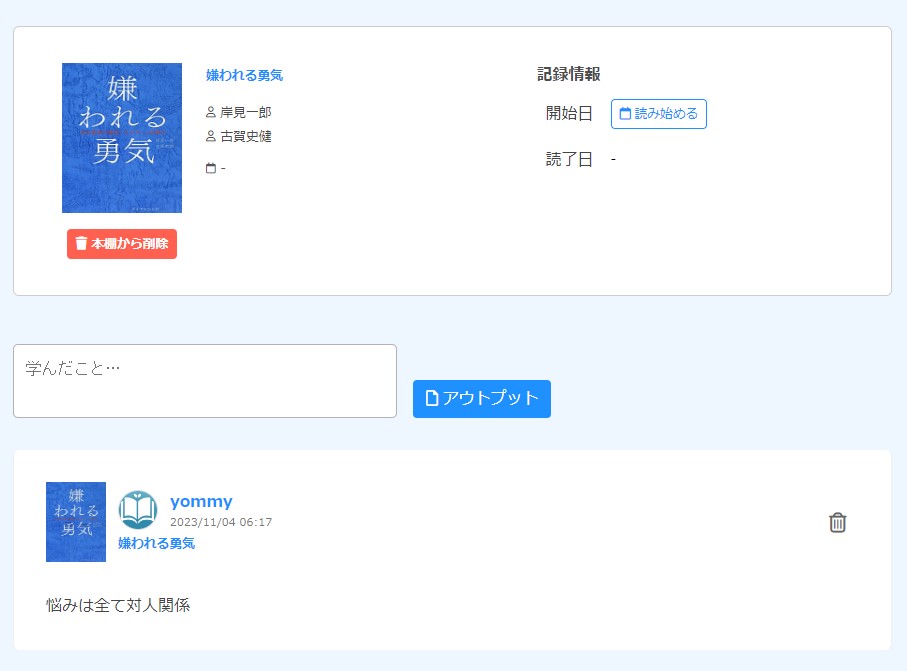 嫌
われる
勇気
嫌われる勇気
岸見一郎
古賀史健
-
本棚から削除
記録情報
開始日 読み始める
読了日 -
学んだこと…
アウトプット
嫌
われる
勇気
yommy
2023/11/04 06:17
嫌われる勇気
悩みは全て対人関係